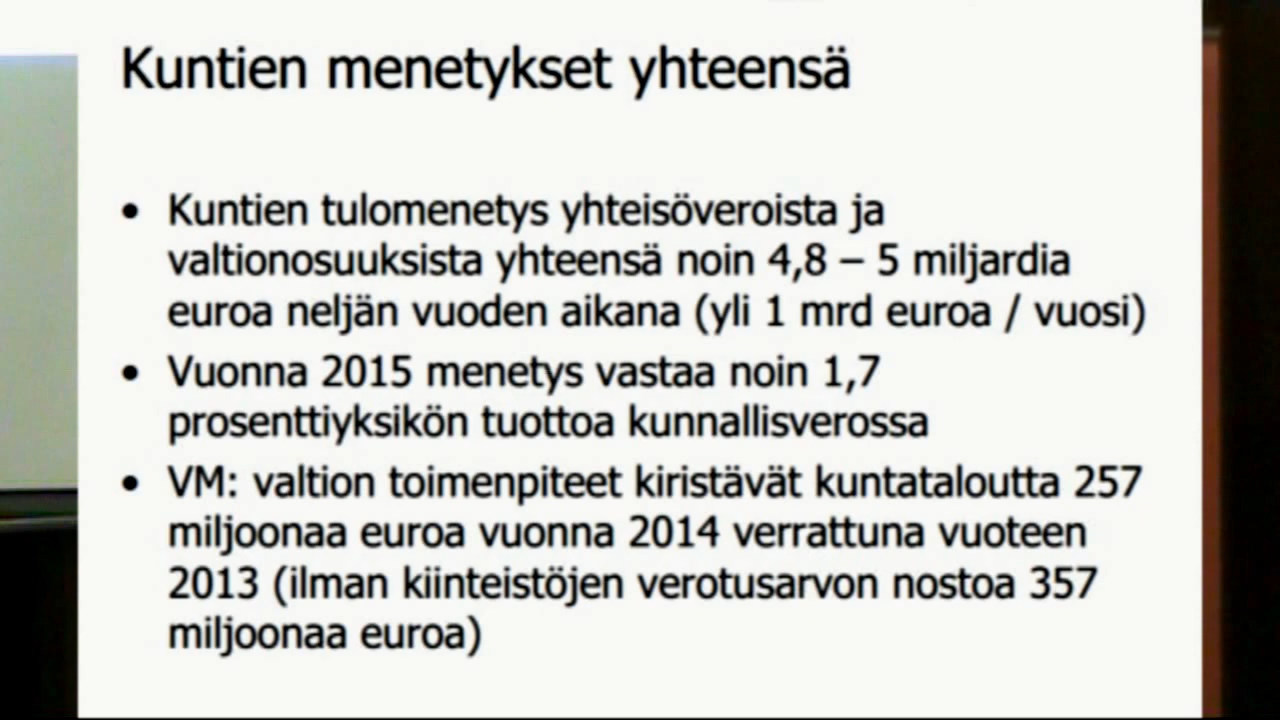 Kuntien menetykset yhteensä
• Kuntien tulomenetys yhteisöveroista ja
valtionosuuksista yhteensä noin 4,8 – 5 miljardia
euroa neljän vuoden aikana (yli 1 mrd euroa / vuosi)
• Vuonna 2015 menetys vastaa noin 1,7
prosenttiyksikön tuottoa kunnallisverossa
• VM: valtion toimenpiteet kiristävät kuntataloutta 257
miljoonaa euroa vuonna 2014 verrattuna vuoteen
2013 (ilman kiinteistöjen verotusarvon nostoa 357
miljoonaa euroa)